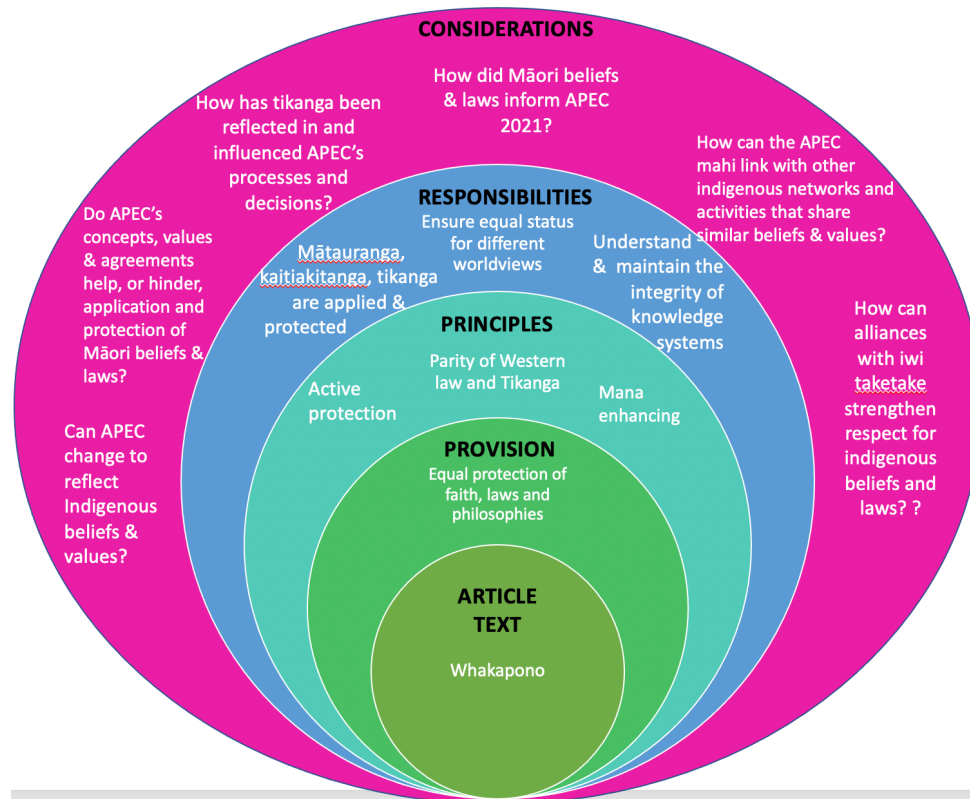 CONSIDERATIONS
How did Māori beliefs
& laws inform APEC
2021?
How has tikanga been
reflected in and
influenced APEC's
processes and
decisions?
How can the APEC
mahi link with other
indigenous networks and
activities that share
similar beliefs & values?
Do APEC's
concepts, values
& agreements
help, or hinder,
application and
protection of
Māori beliefs &
laws?
How can
alliances
with iwi
taketake
strengthen
respect for
indigenous
beliefs and
laws? ?
Can APEC
change to
reflect
Indigenous
beliefs &
values?
RESPONSIBILITIES
Ensure equal status
for different
worldviews
Mātauranga,
kaitiakitanga, tikanga
are applied &
protected
Understand
& maintain the
integrity of
knowledge
systems
PRINCIPLES
Parity of Western
law and Tikanga
Active
protection
Mana
enhancing
PROVISION
Equal protection of
faith, laws and
philosophies
ARTICLE
TEXT
Whakapono